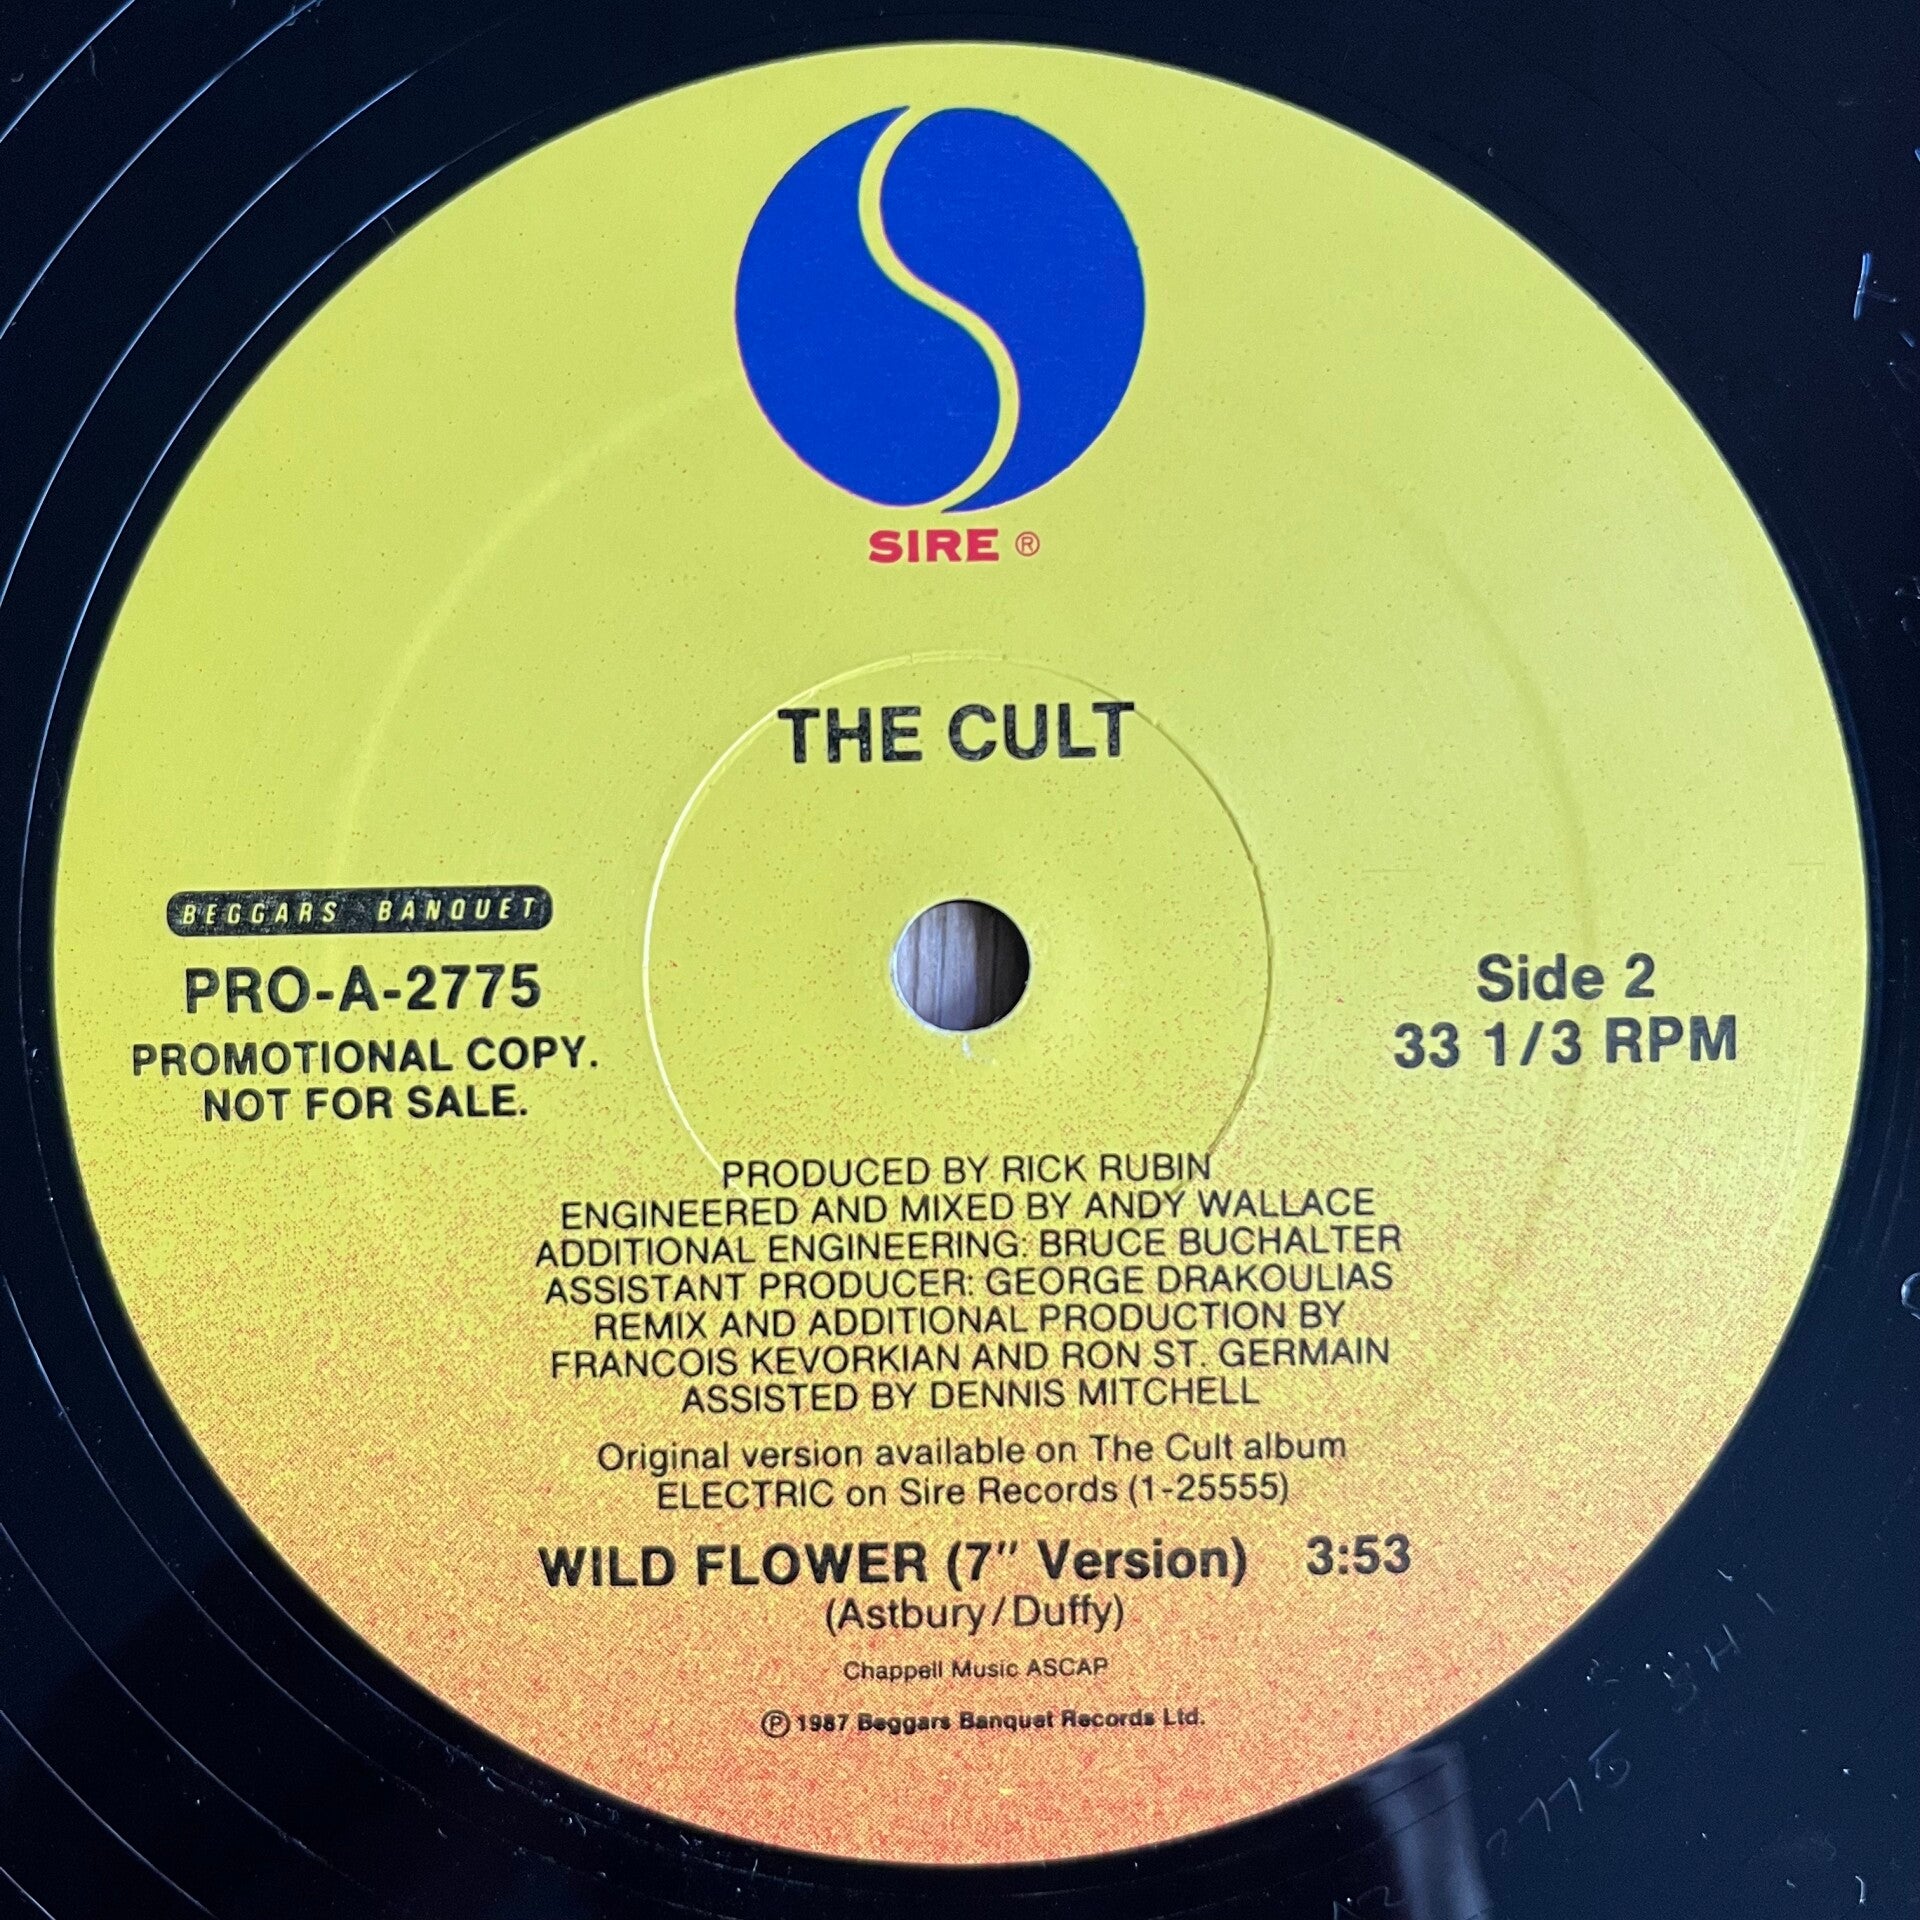 SIRE ®
THE CULT
BEGGARS BANQUET
PRO-A-2775
PROMOTIONAL COPY.
NOT FOR SALE.
Side 2
33 1/3 RPM
PRODUCED BY RICK RUBIN
ENGINEERED AND MIXED BY ANDY WALLACE
ADDITIONAL ENGINEERING: BRUCE BUCHALTER
ASSISTANT PRODUCER: GEORGE DRAKOULIAS
REMIX AND ADDITIONAL PRODUCTION BY
FRANCOIS KEVORKIAN AND RON ST. GERMAIN
ASSISTED BY DENNIS MITCHELL
Original version available on The Cult album
ELECTRIC on Sire Records (1-25555)
WILD FLOWER (7" Version) 3:53
(Astbury/Duffy)
Chappell Music ASCAP
℗ 1987 Beggars Banquet Records Ltd.